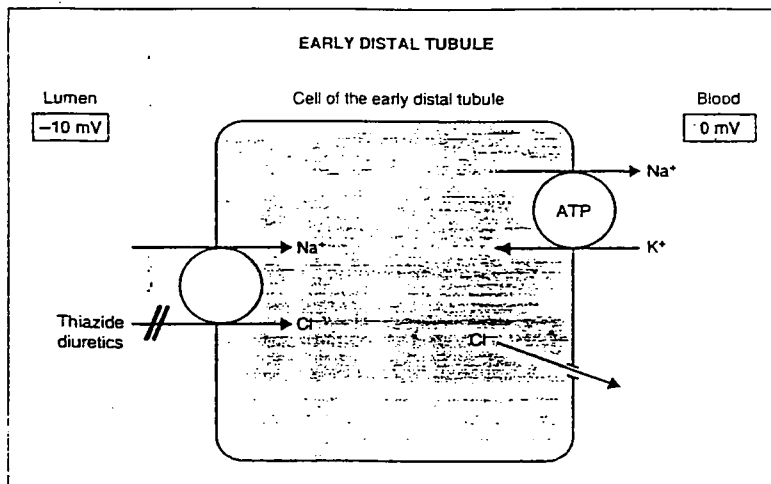 EARLY DISTAL TUBULE
Lumen
Cell of the early distal tubule
Blood
–10 mV
0 mV
Na⁺
ATP
Na⁺
K⁺
Thiazide
diuretics
Cl⁻
Cl⁻